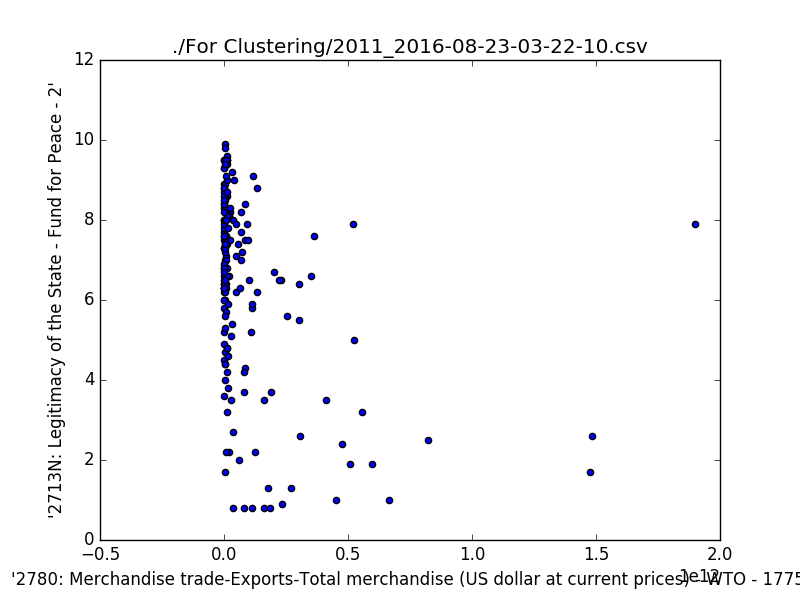 ./For Clustering/2011_2016-08-23-03-22-10.csv
'2713N: Legitimacy of the State - Fund for Peace - 2'
12
10
8
6
4
2
0
−0.5 0.0 0.5 1.0 1.5 2.0
1e12
'2780: Merchandise trade-Exports-Total merchandise (US dollar at current prices) - WTO - 1775